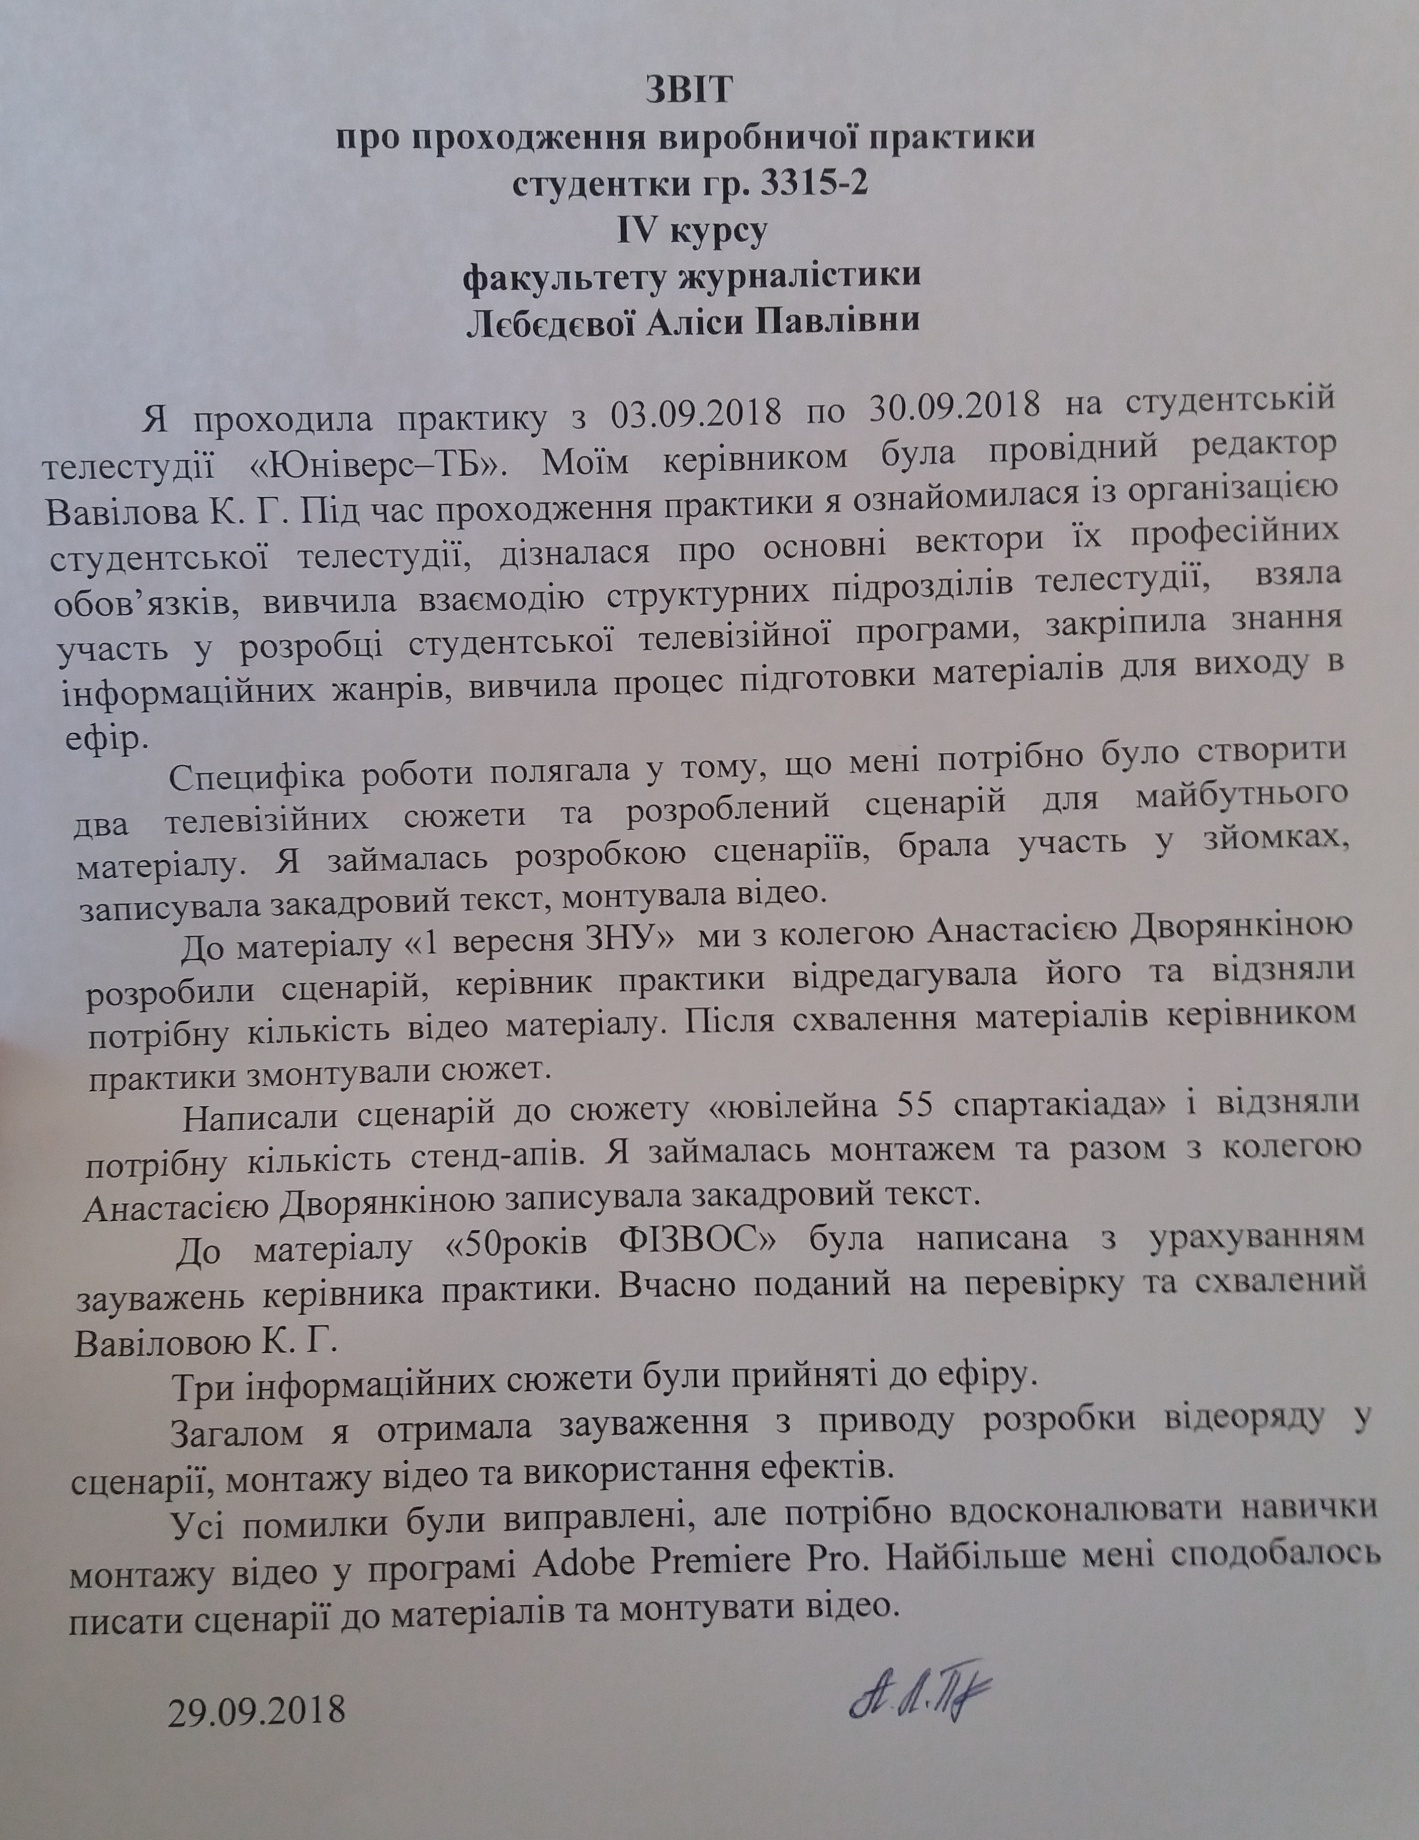 ЗВІТ
про проходження виробничої практики
студентки гр. 3315-2
IV курсу
факультету журналістики
Лєбєдєвої Аліси Павлівни
Я проходила практику з 03.09.2018 по 30.09.2018 на студентській
телестудії «Юніверс–ТБ». Моїм керівником була провідний редактор
Вавілова К. Г. Під час проходження практики я ознайомилася із організацією
студентської телестудії, дізналася про основні вектори їх професійних
обов’язків, вивчила взаємодію структурних підрозділів телестудії, взяла
участь у розробці студентської телевізійної програми, закріпила знання
інформаційних жанрів, вивчила процес підготовки матеріалів для виходу в
ефір.
Специфіка роботи полягала у тому, що мені потрібно було створити
два телевізійних сюжети та розроблений сценарій для майбутнього
матеріалу. Я займалась розробкою сценаріїв, брала участь у зйомках,
записувала закадровий текст, монтувала відео.
До матеріалу «1 вересня ЗНУ» ми з колегою Анастасією Дворянкіною
розробили сценарій, керівник практики відредагувала його та відзняли
потрібну кількість відео матеріалу. Після схвалення матеріалів керівником
практики змонтували сюжет.
Написали сценарій до сюжету «ювілейна 55 спартакіада» і відзняли
потрібну кількість стенд-апів. Я займалась монтажем та разом з колегою
Анастасією Дворянкіною записувала закадровий текст.
До матеріалу «50років ФІЗВОС» була написана з урахуванням
зауважень керівника практики. Вчасно поданий на перевірку та схвалений
Вавіловою К. Г.
Три інформаційних сюжети були прийняті до ефіру.
Загалом я отримала зауваження з приводу розробки відеоряду у
сценарії, монтажу відео та використання ефектів.
Усі помилки були виправлені, але потрібно вдосконалювати навички
монтажу відео у програмі Adobe Premiere Pro. Найбільше мені сподобалось
писати сценарії до матеріалів та монтувати відео.
29.09.2018